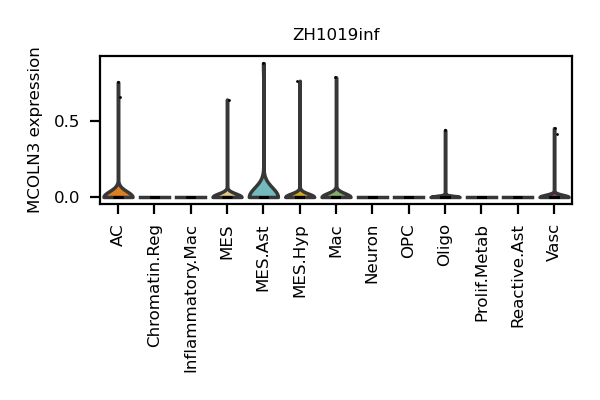 ZH1019inf
MCOLN3 expression
0.5
0.0
AC
Chromatin.Reg
Inflammatory.Mac
MES
MES.Ast
MES.Hyp
Mac
Neuron
OPC
Oligo
Prolif.Metab
Reactive.Ast
Vasc